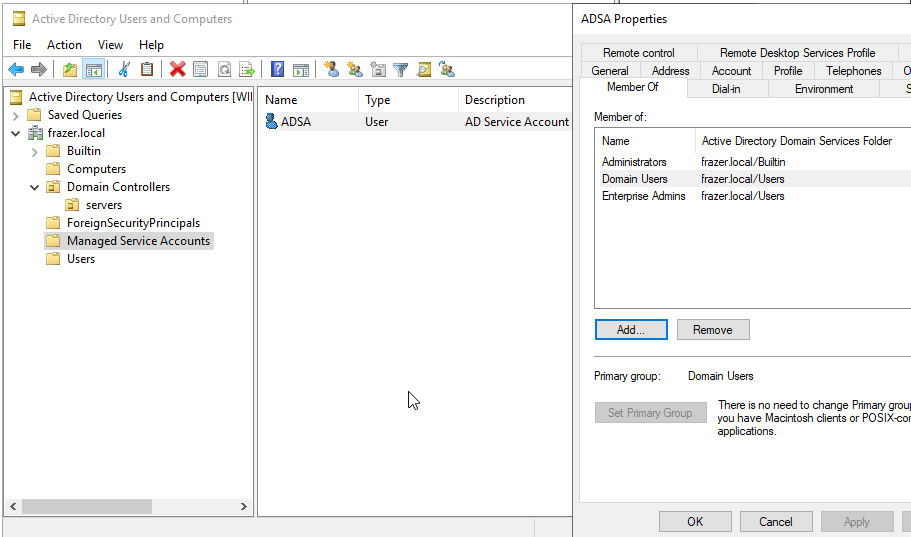 Active Directory Users and Computers
File Action View Help
Active Directory Users and Computers [WI
Saved Queries
frazer.local
Builtin
Computers
Domain Controllers
servers
ForeignSecurityPrincipals
Managed Service Accounts
Users
Name Type Description
ADSA User AD Service Account
ADSA Properties
Remote control Remote Desktop Services Profile
General Address Account Profile Telephones O
Member Of Dial-in Environment S
Member of:
Name Active Directory Domain Services Folder
Administrators frazer.local/Builtin
Domain Users frazer.local/Users
Enterprise Admins frazer.local/Users
Add... Remove
Primary group: Domain Users
Set Primary Group
There is no need to change Primary group
you have Macintosh clients or POSIX-com
applications.
OK Cancel Apply